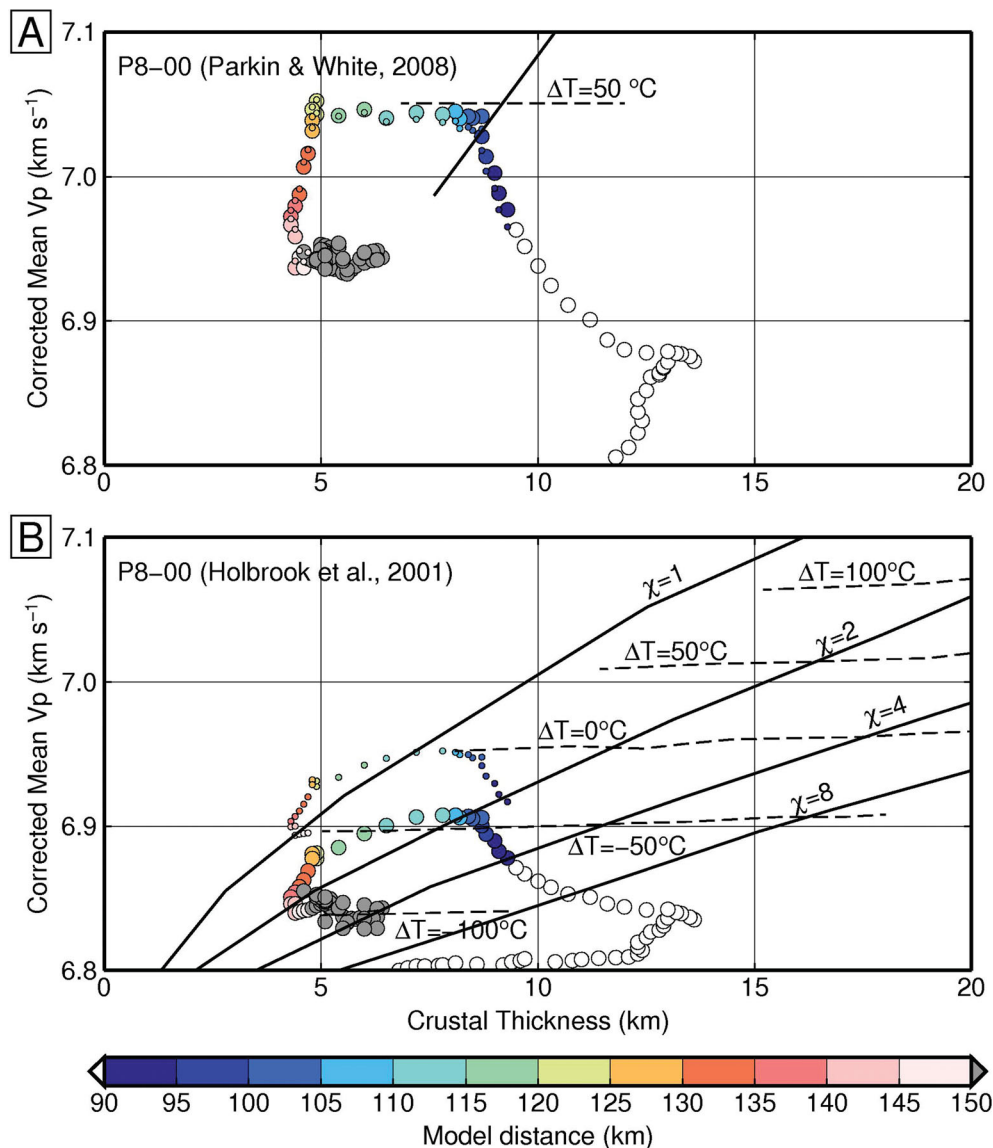 A
7.1
P8−00 (Parkin & White, 2008)
ΔT=50 °C
Corrected Mean Vp (km s⁻¹)
7.0
6.9
6.8
0 5 10 15 20
B
7.1
P8−00 (Holbrook et al., 2001)
χ=1
ΔT=100°C
χ=2
ΔT=50°C
Corrected Mean Vp (km s⁻¹)
7.0
χ=4
ΔT=0°C
χ=8
6.9
ΔT=−50°C
ΔT=−100°C
6.8
0 5 10 15 20
Crustal Thickness (km)
90 95 100 105 110 115 120 125 130 135 140 145 150
Model distance (km)